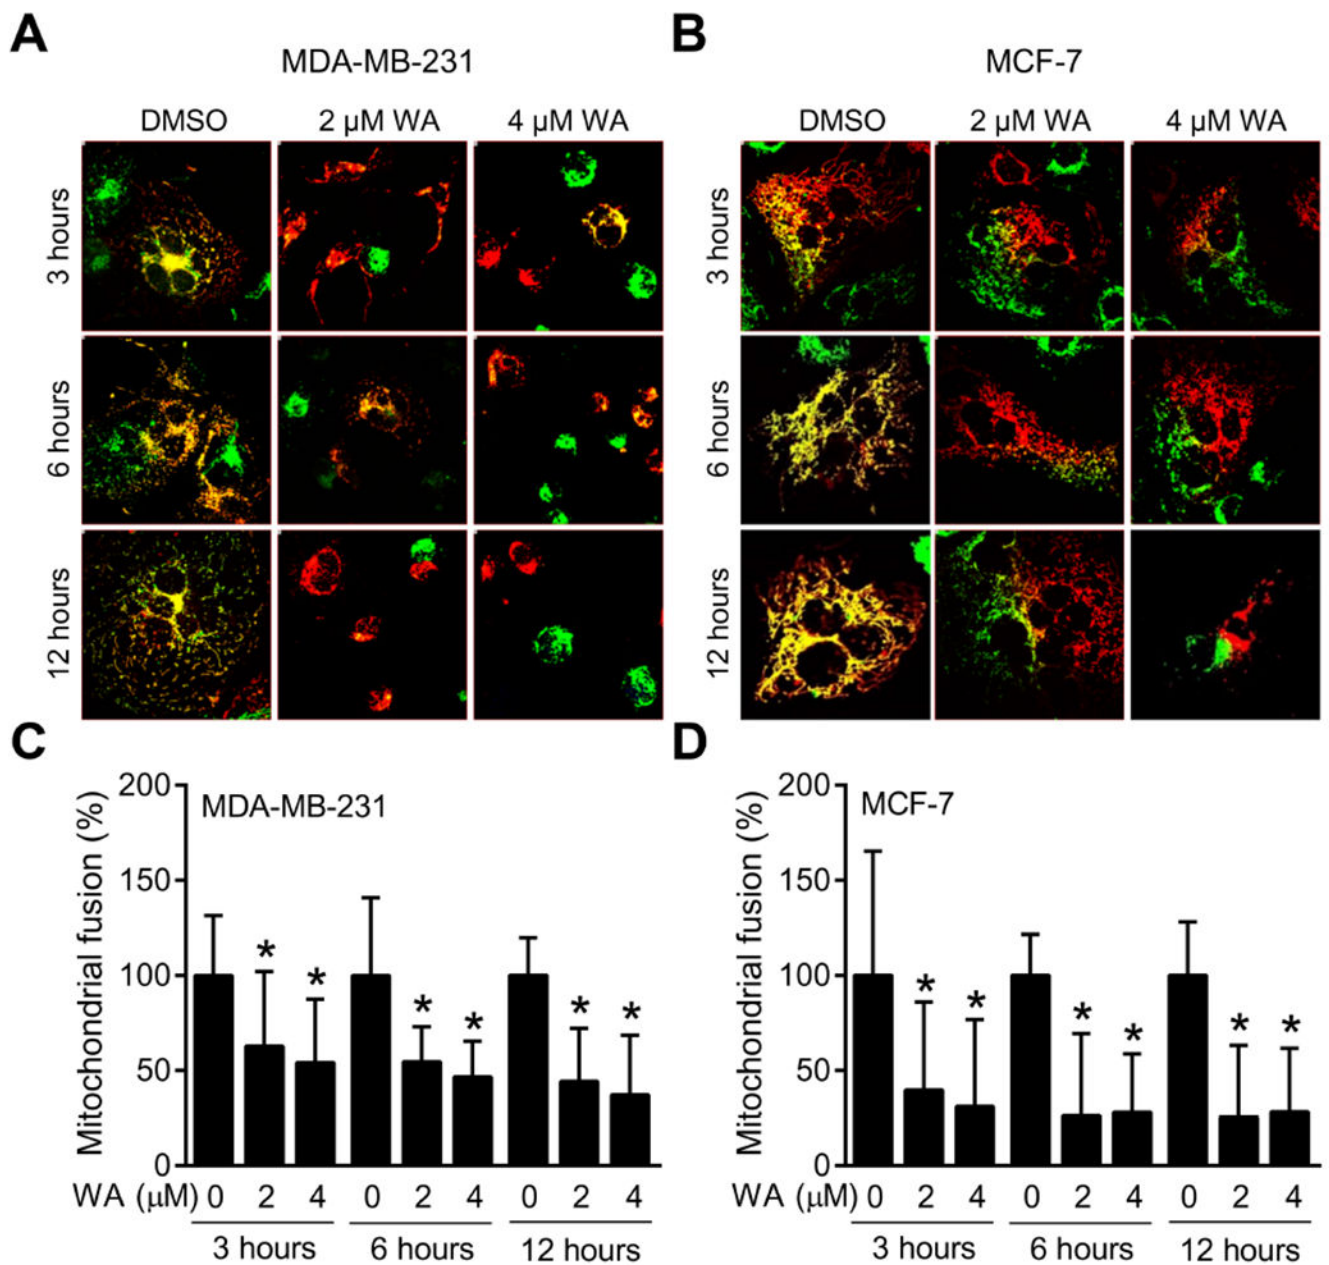 A
MDA-MB-231
DMSO 2 µM WA 4 µM WA
3 hours
6 hours
12 hours
B
MCF-7
DMSO 2 µM WA 4 µM WA
3 hours
6 hours
12 hours
C
MDA-MB-231
Mitochondrial fusion (%)
200
150
100
50
0
* * * * * *
WA (µM) 0 2 4 0 2 4 0 2 4
3 hours 6 hours 12 hours
D
MCF-7
Mitochondrial fusion (%)
200
150
100
50
0
* * * * * *
WA (µM) 0 2 4 0 2 4 0 2 4
3 hours 6 hours 12 hours